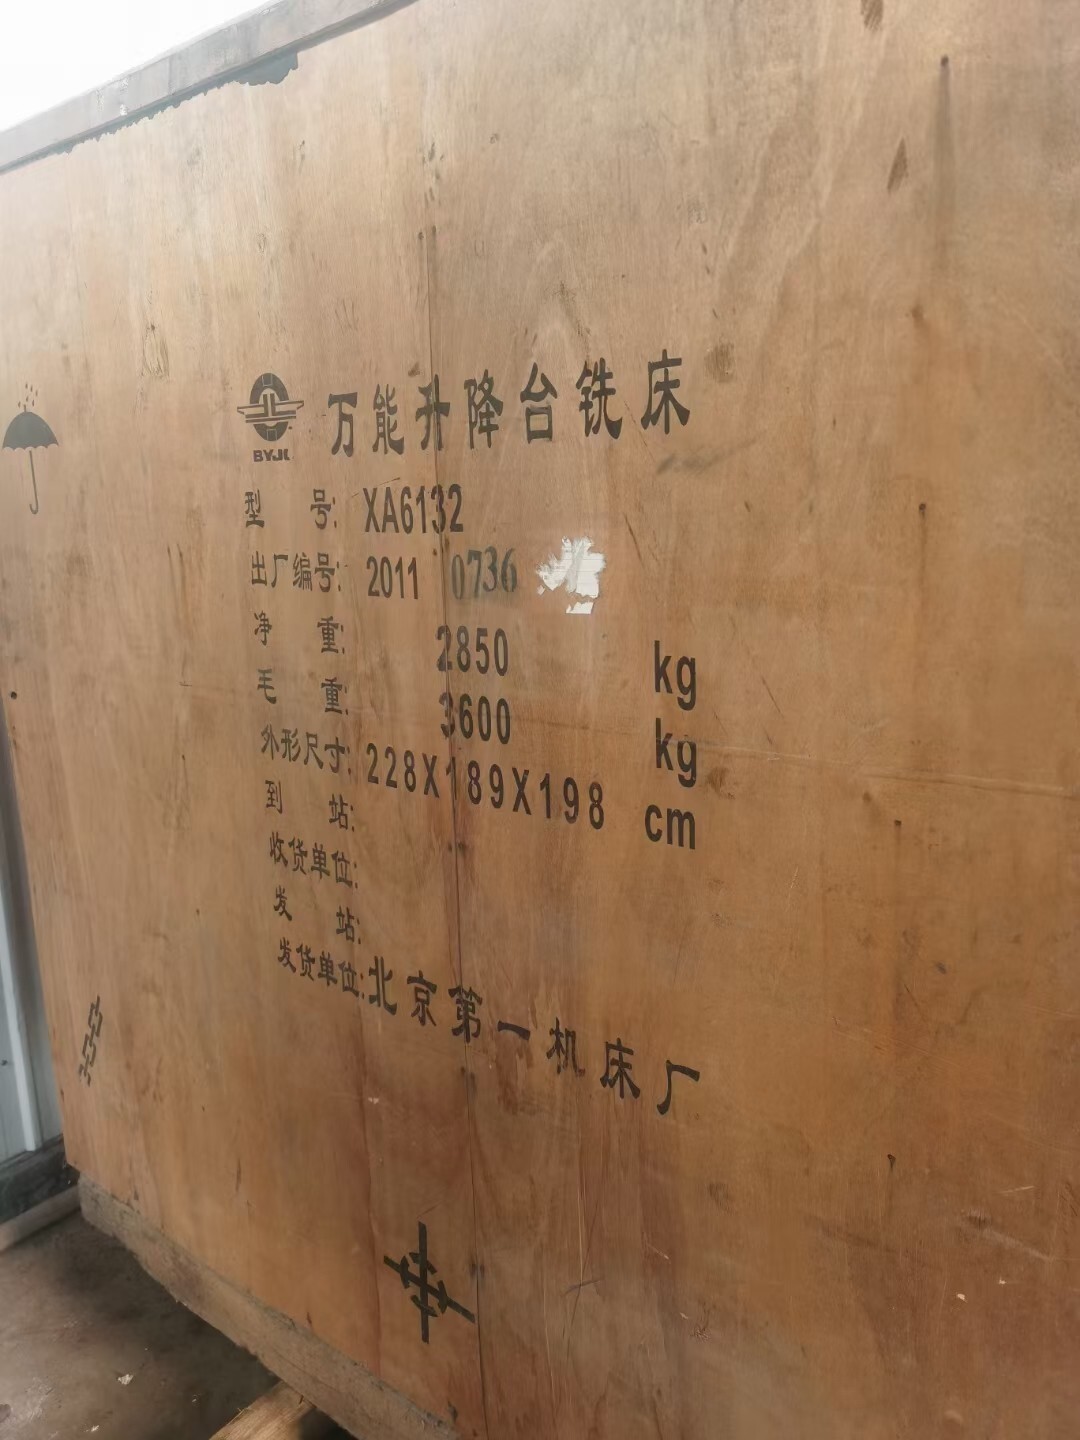 万能升降台铣床
BYJC
型 号: XA6132
出厂编号: 2011 0736
净 重: 2850 kg
毛 重: 3600 kg
外形尺寸: 228X189X198 cm
到 站:
收货单位:
发 站:
发货单位: 北京第一机床厂